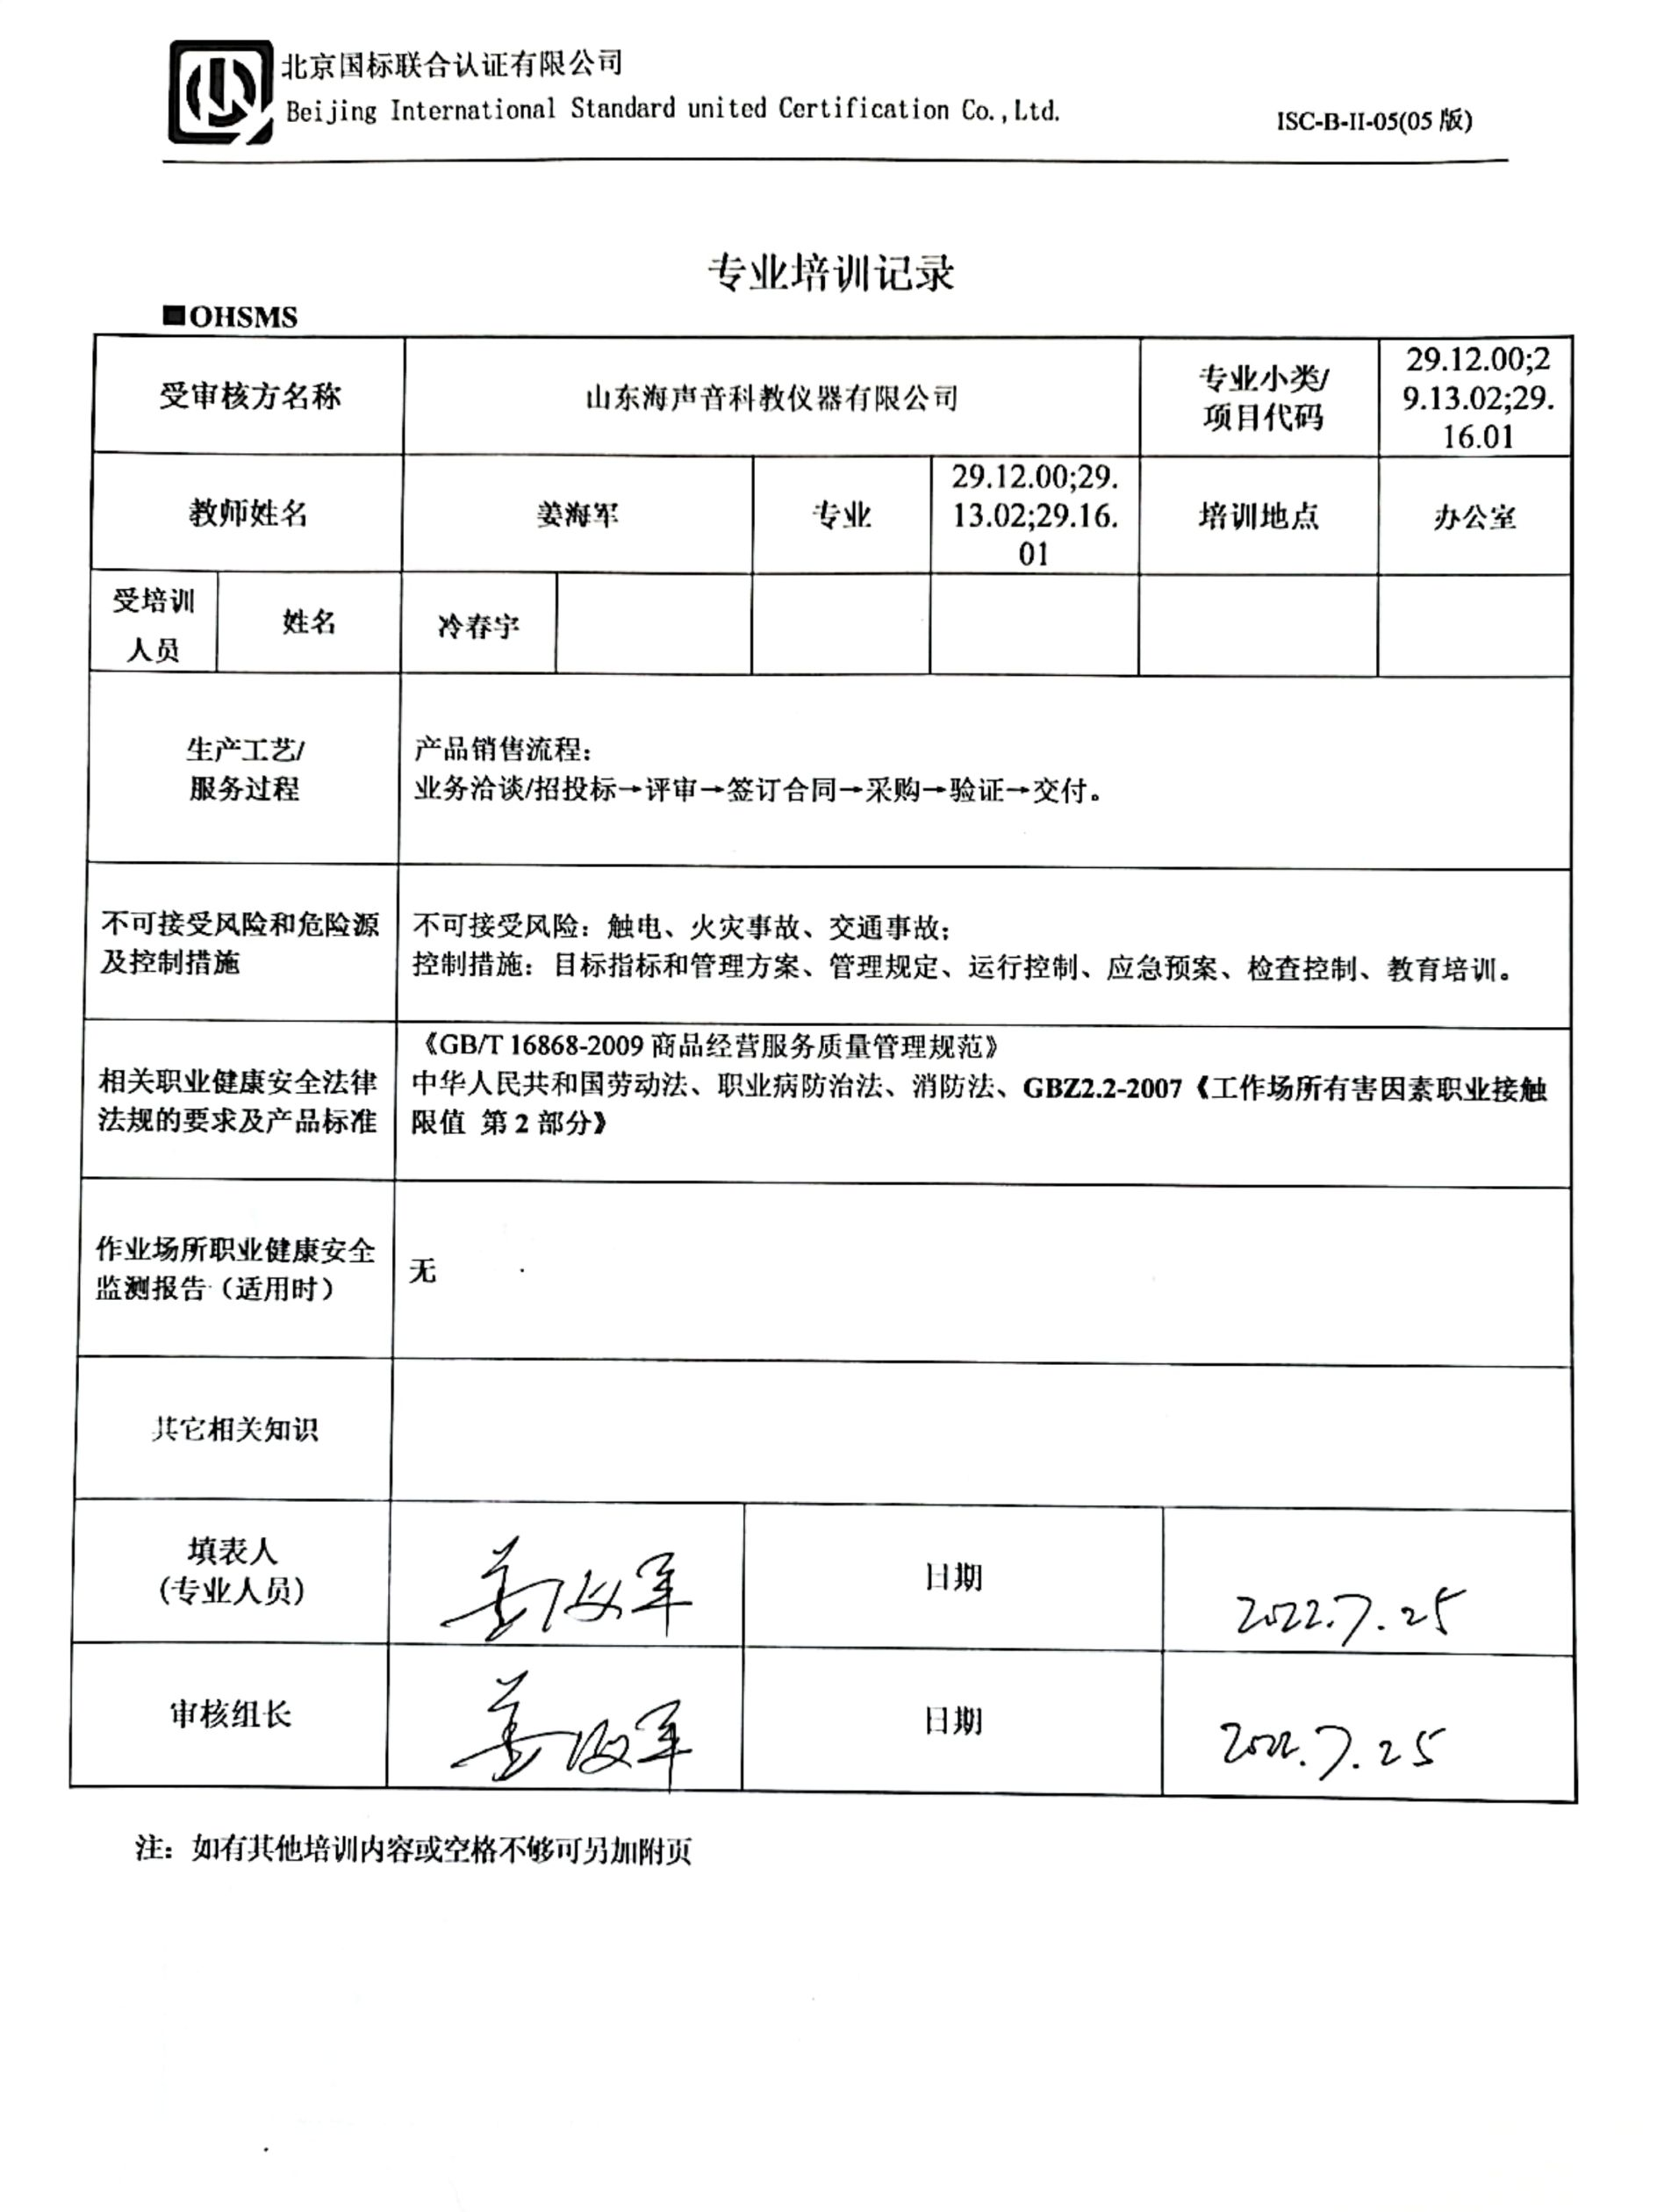 北京国标联合认证有限公司
Beijing International Standard united Certification Co.,Ltd.
ISC-B-II-05(05版)
专业培训记录
■OHSMS
受审核方名称
山东海声音科教仪器有限公司
专业小类/
项目代码
29.12.00;2
9.13.02;29.
16.01
教师姓名
姜海军
专业
29.12.00;29.
13.02;29.16.
01
培训地点
办公室
受培训
人员
姓名
冷春宇
生产工艺/
服务过程
产品销售流程：
业务洽谈/招投标→评审→签订合同→采购→验证→交付。
不可接受风险和危险源
及控制措施
不可接受风险：触电、火灾事故、交通事故；
控制措施：目标指标和管理方案、管理规定、运行控制、应急预案、检查控制、教育培训。
相关职业健康安全法律
法规的要求及产品标准
《GB/T 16868-2009 商品经营服务质量管理规范》
中华人民共和国劳动法、职业病防治法、消防法、GBZ2.2-2007《工作场所有害因素职业接触
限值 第2部分》
作业场所职业健康安全
监测报告（适用时）
无
其它相关知识
填表人
(专业人员)
姜海军
日期
2022.7.25
审核组长
姜海军
日期
2022.7.25
注：如有其他培训内容或空格不够可另加附页